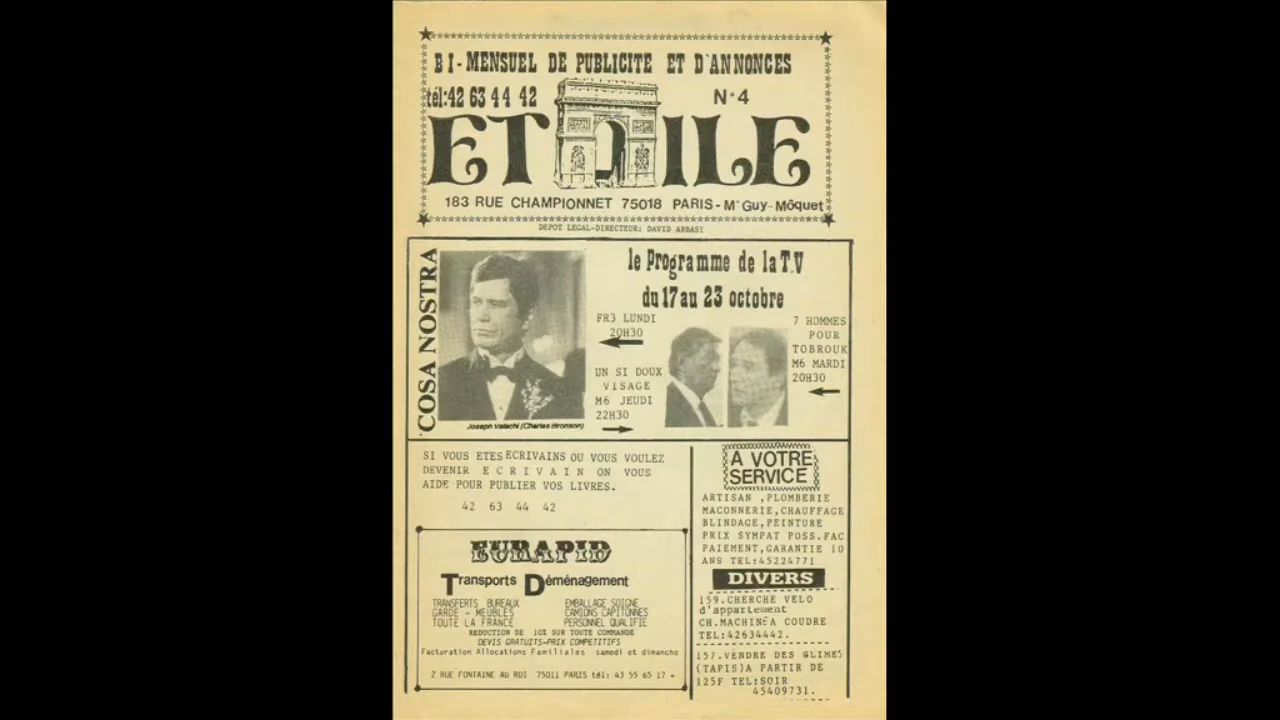 BI-MENSUEL DE PUBLICITE ET D'ANNONCES
tél:42 63 44 42
N°4
ETOILE
183 RUE CHAMPIONNET 75018 PARIS - M° Guy-Môquet
DEPOT LEGAL-DIRECTEUR: DAVID ABBASI
COSA NOSTRA
Joseph Valachi (Charles Bronson)
le Programme de la T.V
du 17 au 23 octobre
FR3 LUNDI
20H30
UN SI DOUX
VISAGE
M6 JEUDI
22H30
7 HOMMES
POUR
TOBROUK
M6 MARDI
20H30
SI VOUS ETES ECRIVAINS OU VOUS VOULEZ
DEVENIR E C R I V A I N ON VOUS
AIDE POUR PUBLIER VOS LIVRES.
42 63 44 42
EURAPID
Transports Déménagement
TRANSFERTS BUREAUX
GARDE - MEUBLES
TOUTE LA FRANCE
EMBALLAGE SOIGNE
CAMIONS CAPITONNES
PERSONNEL QUALIFIE
REDUCTION DE 10% SUR TOUTE COMMANDE
DEVIS GRATUITS-PRIX COMPETITIFS
Facturation Allocations Familiales samedi et dimanche
2 RUE FONTAINE AU ROI 75011 PARIS tél: 43 55 65 17
A VOTRE
SERVICE
ARTISAN ,PLOMBERIE
MACONNERIE,CHAUFFAGE
BLINDAGE,PEINTURE
PRIX SYMPAT POSS.FAC
PAIEMENT,GARANTIE 10
ANS TEL:45224771
DIVERS
159.CHERCHE VELO
d'appartement
CH.MACHINE A COUDRE
TEL:42634442.
157.VENDRE DES GLIMES
(TAPIS)A PARTIR DE
125F TEL:SOIR
45409731.